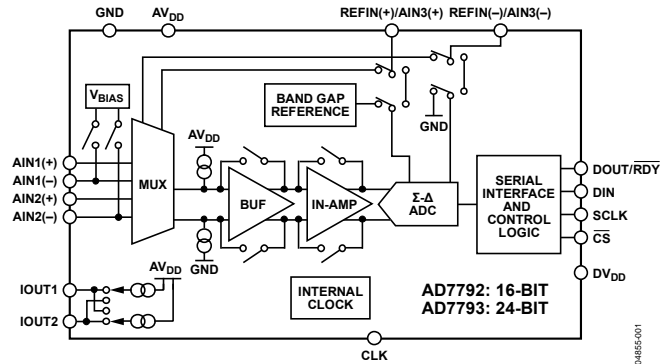 GND AVDD REFIN(+)/AIN3(+) REFIN(–)/AIN3(–)
VBIAS
BAND GAP
REFERENCE
GND
AVDD
AIN1(+)
AIN1(–)
AIN2(+)
AIN2(–)
MUX
BUF
IN-AMP
Σ-Δ
ADC
SERIAL
INTERFACE
AND
CONTROL
LOGIC
DOUT/RDY
DIN
SCLK
CS
DVDD
GND
AVDD
IOUT1
IOUT2
INTERNAL
CLOCK
AD7792: 16-BIT
AD7793: 24-BIT
CLK
04855-001